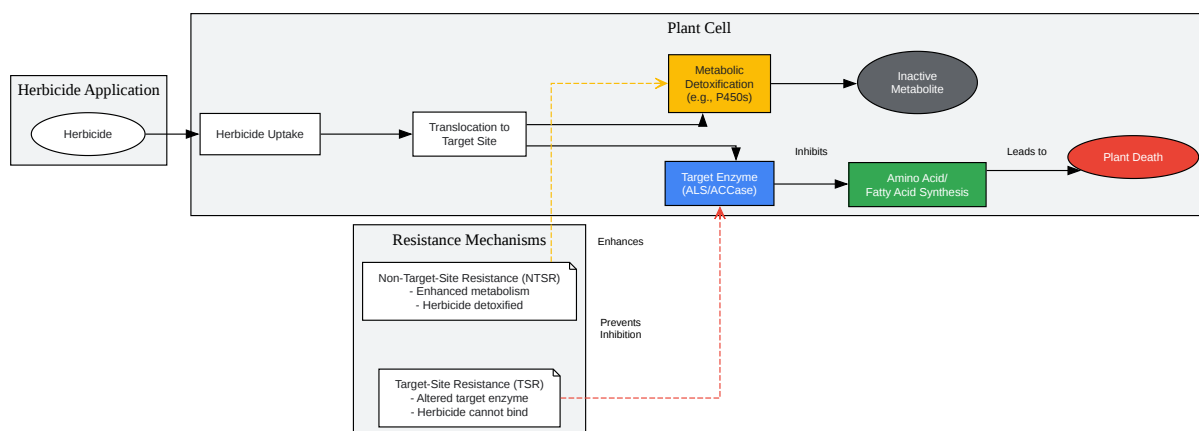 Plant Cell
Herbicide Application
Herbicide
Herbicide Uptake
Translocation to
Target Site
Metabolic
Detoxification
(e.g., P450s)
Inactive
Metabolite
Target Enzyme
(ALS/ACCase)
Inhibits
Amino Acid/
Fatty Acid Synthesis
Leads to
Plant Death
Resistance Mechanisms
Enhances
Non-Target-Site Resistance (NTSR)
- Enhanced metabolism
- Herbicide detoxified
Prevents
Inhibition
Target-Site Resistance (TSR)
- Altered target enzyme
- Herbicide cannot bind